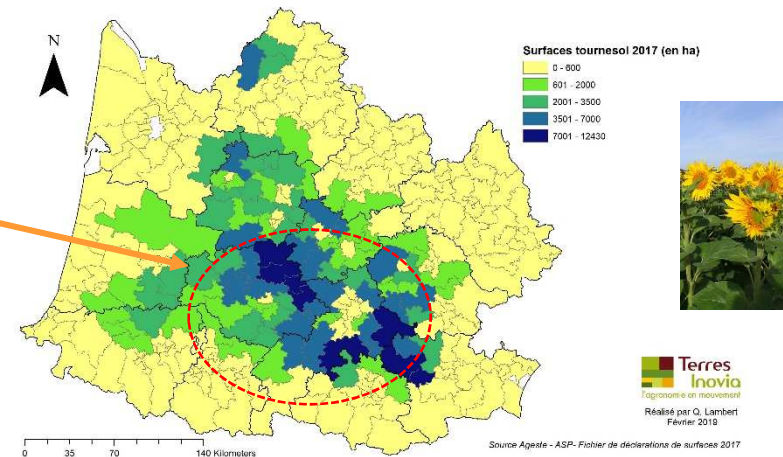 N
Surfaces tournesol 2017 (en ha)
0 - 600
601 - 2000
2001 - 3500
3501 - 7000
7001 - 12430
Terres
Inovia
l'agronomie en mouvement
Réalisé par Q. Lambert
Février 2019
0 35 70 140 Kilometers
Source Ageste - ASP- Fichier de déclarations de surfaces 2017